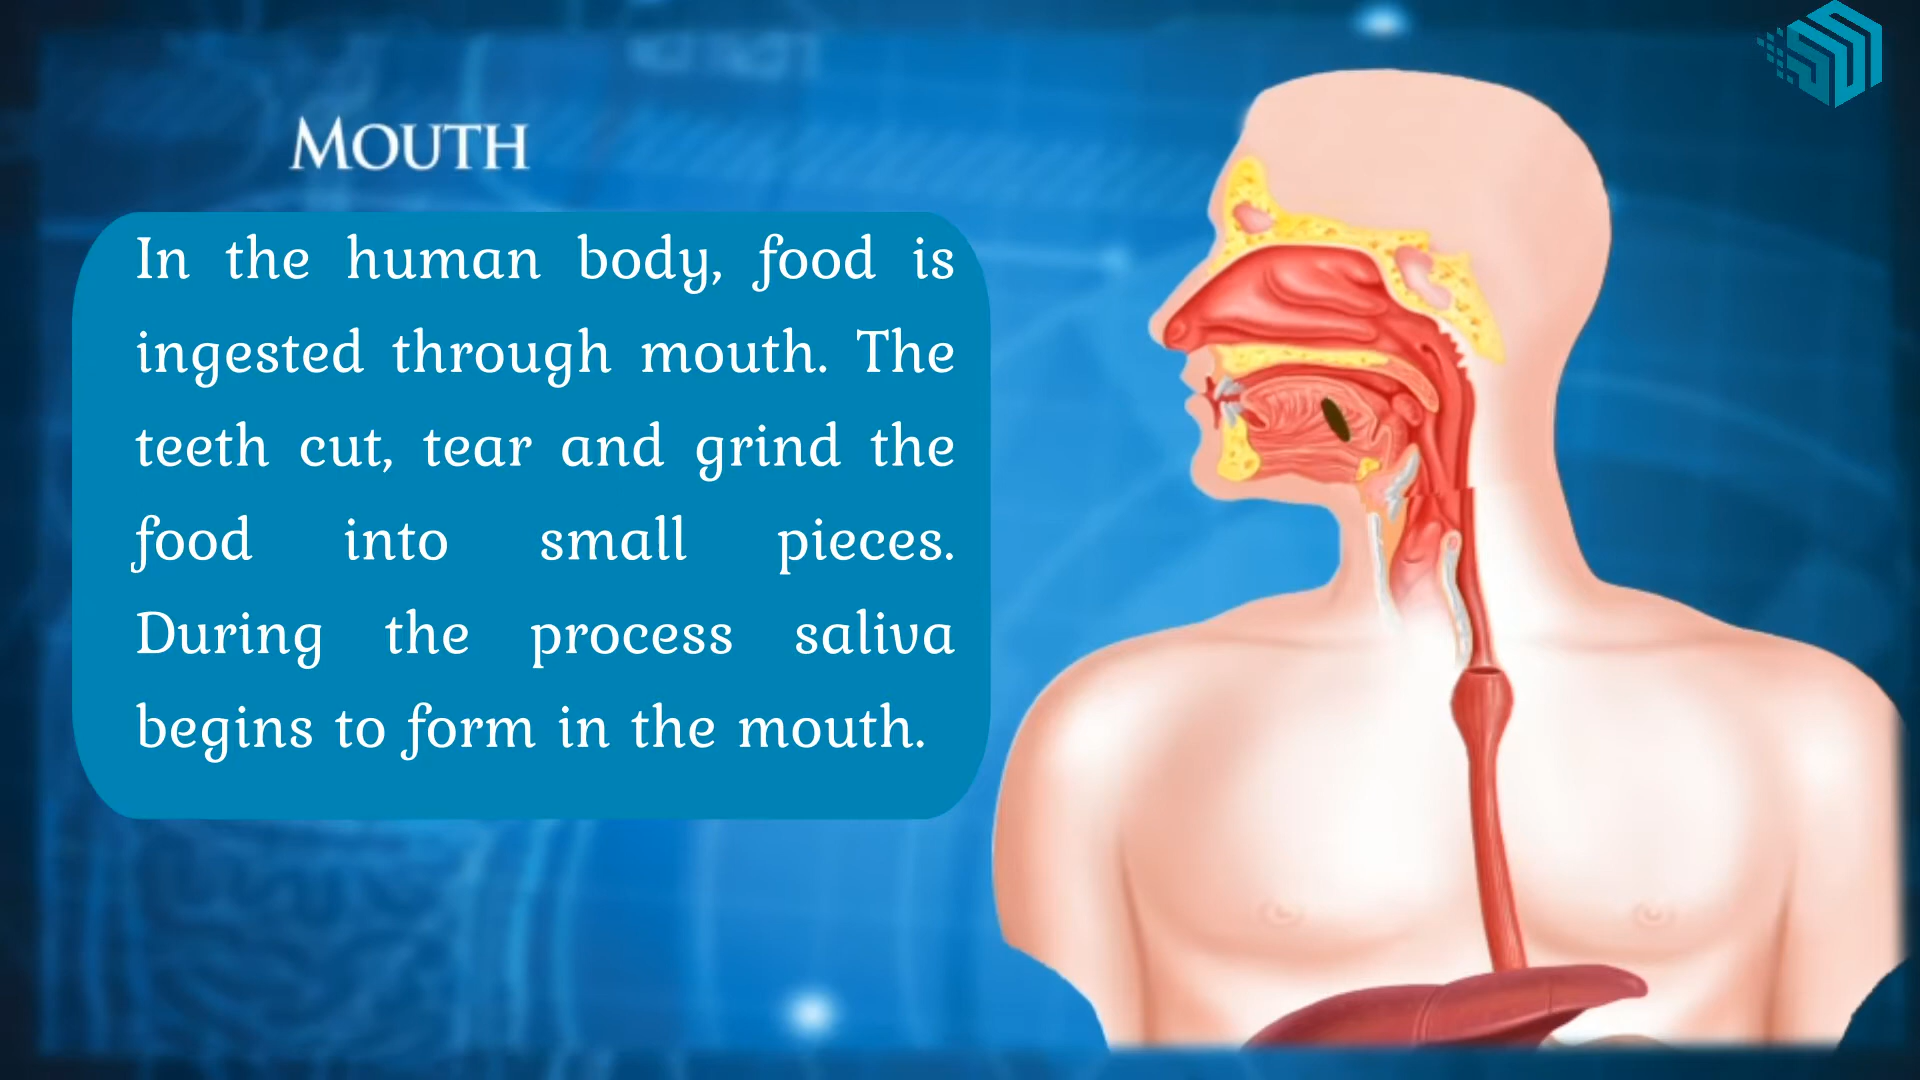 MOUTH
In the human body, food is
ingested through mouth. The
teeth cut, tear and grind the
food into small pieces.
During the process saliva
begins to form in the mouth.